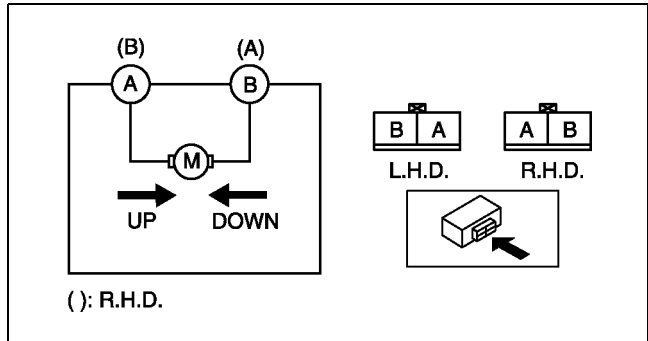 (B) (A)
A B
M
UP DOWN
( ): R.H.D.
B A
L.H.D.
A B
R.H.D.